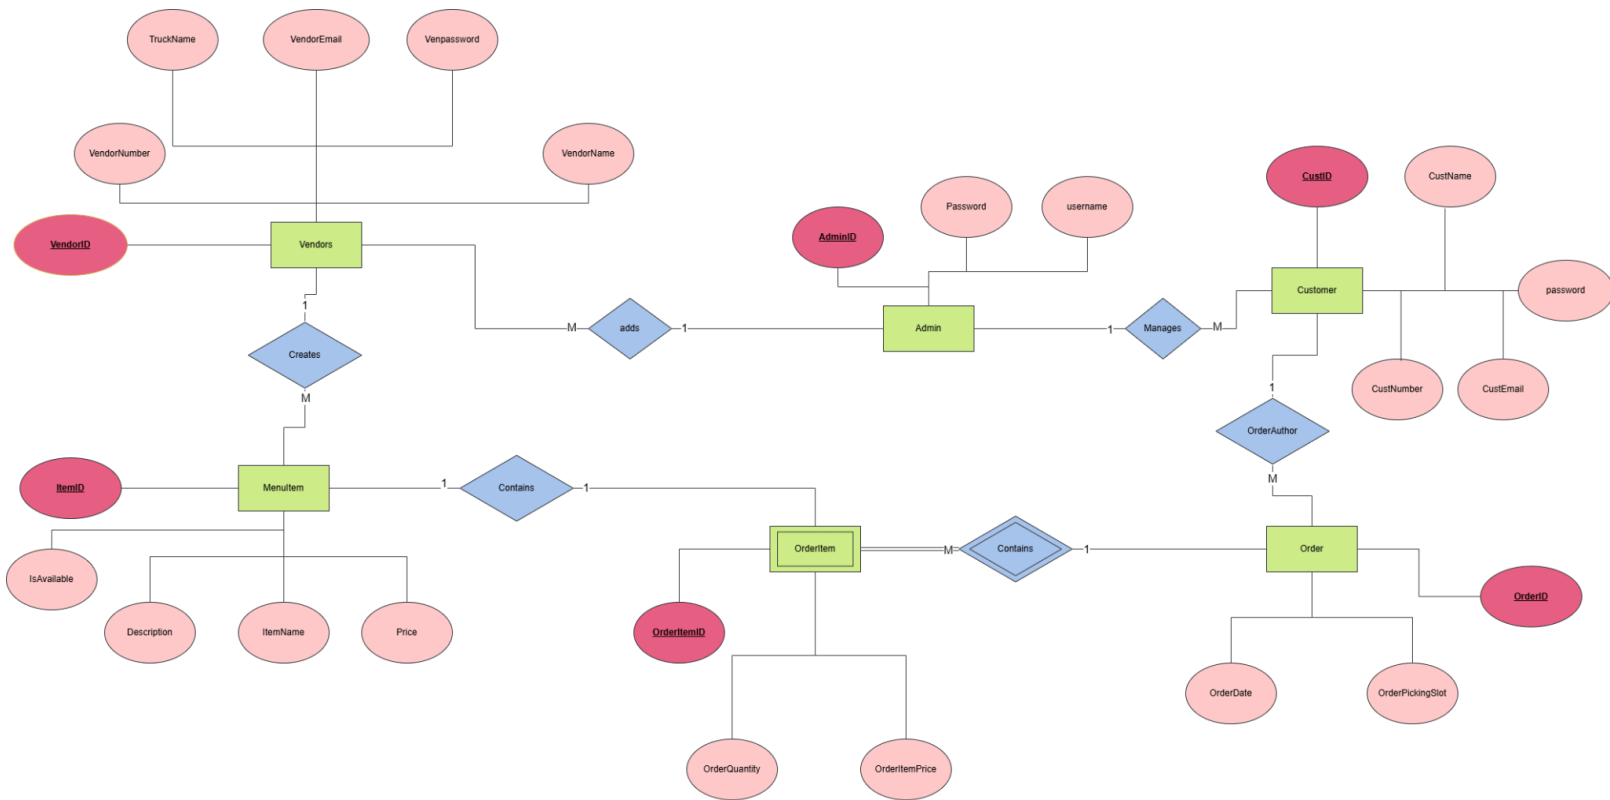 TruckName
VendorEmail
Venpassword
VendorNumber
VendorName
VendorID
Vendors
Password
username
AdminID
CustID
CustName
Customer
password
1
Creates
M
M
adds
1
Admin
1
Manages
M
CustNumber
CustEmail
1
OrderAuthor
M
ItemID
MenuItem
1
Contains
1
IsAvailable
Description
ItemName
Price
OrderItem
M
Contains
1
Order
OrderItemID
OrderID
OrderDate
OrderPickingSlot
OrderQuantity
OrderItemPrice